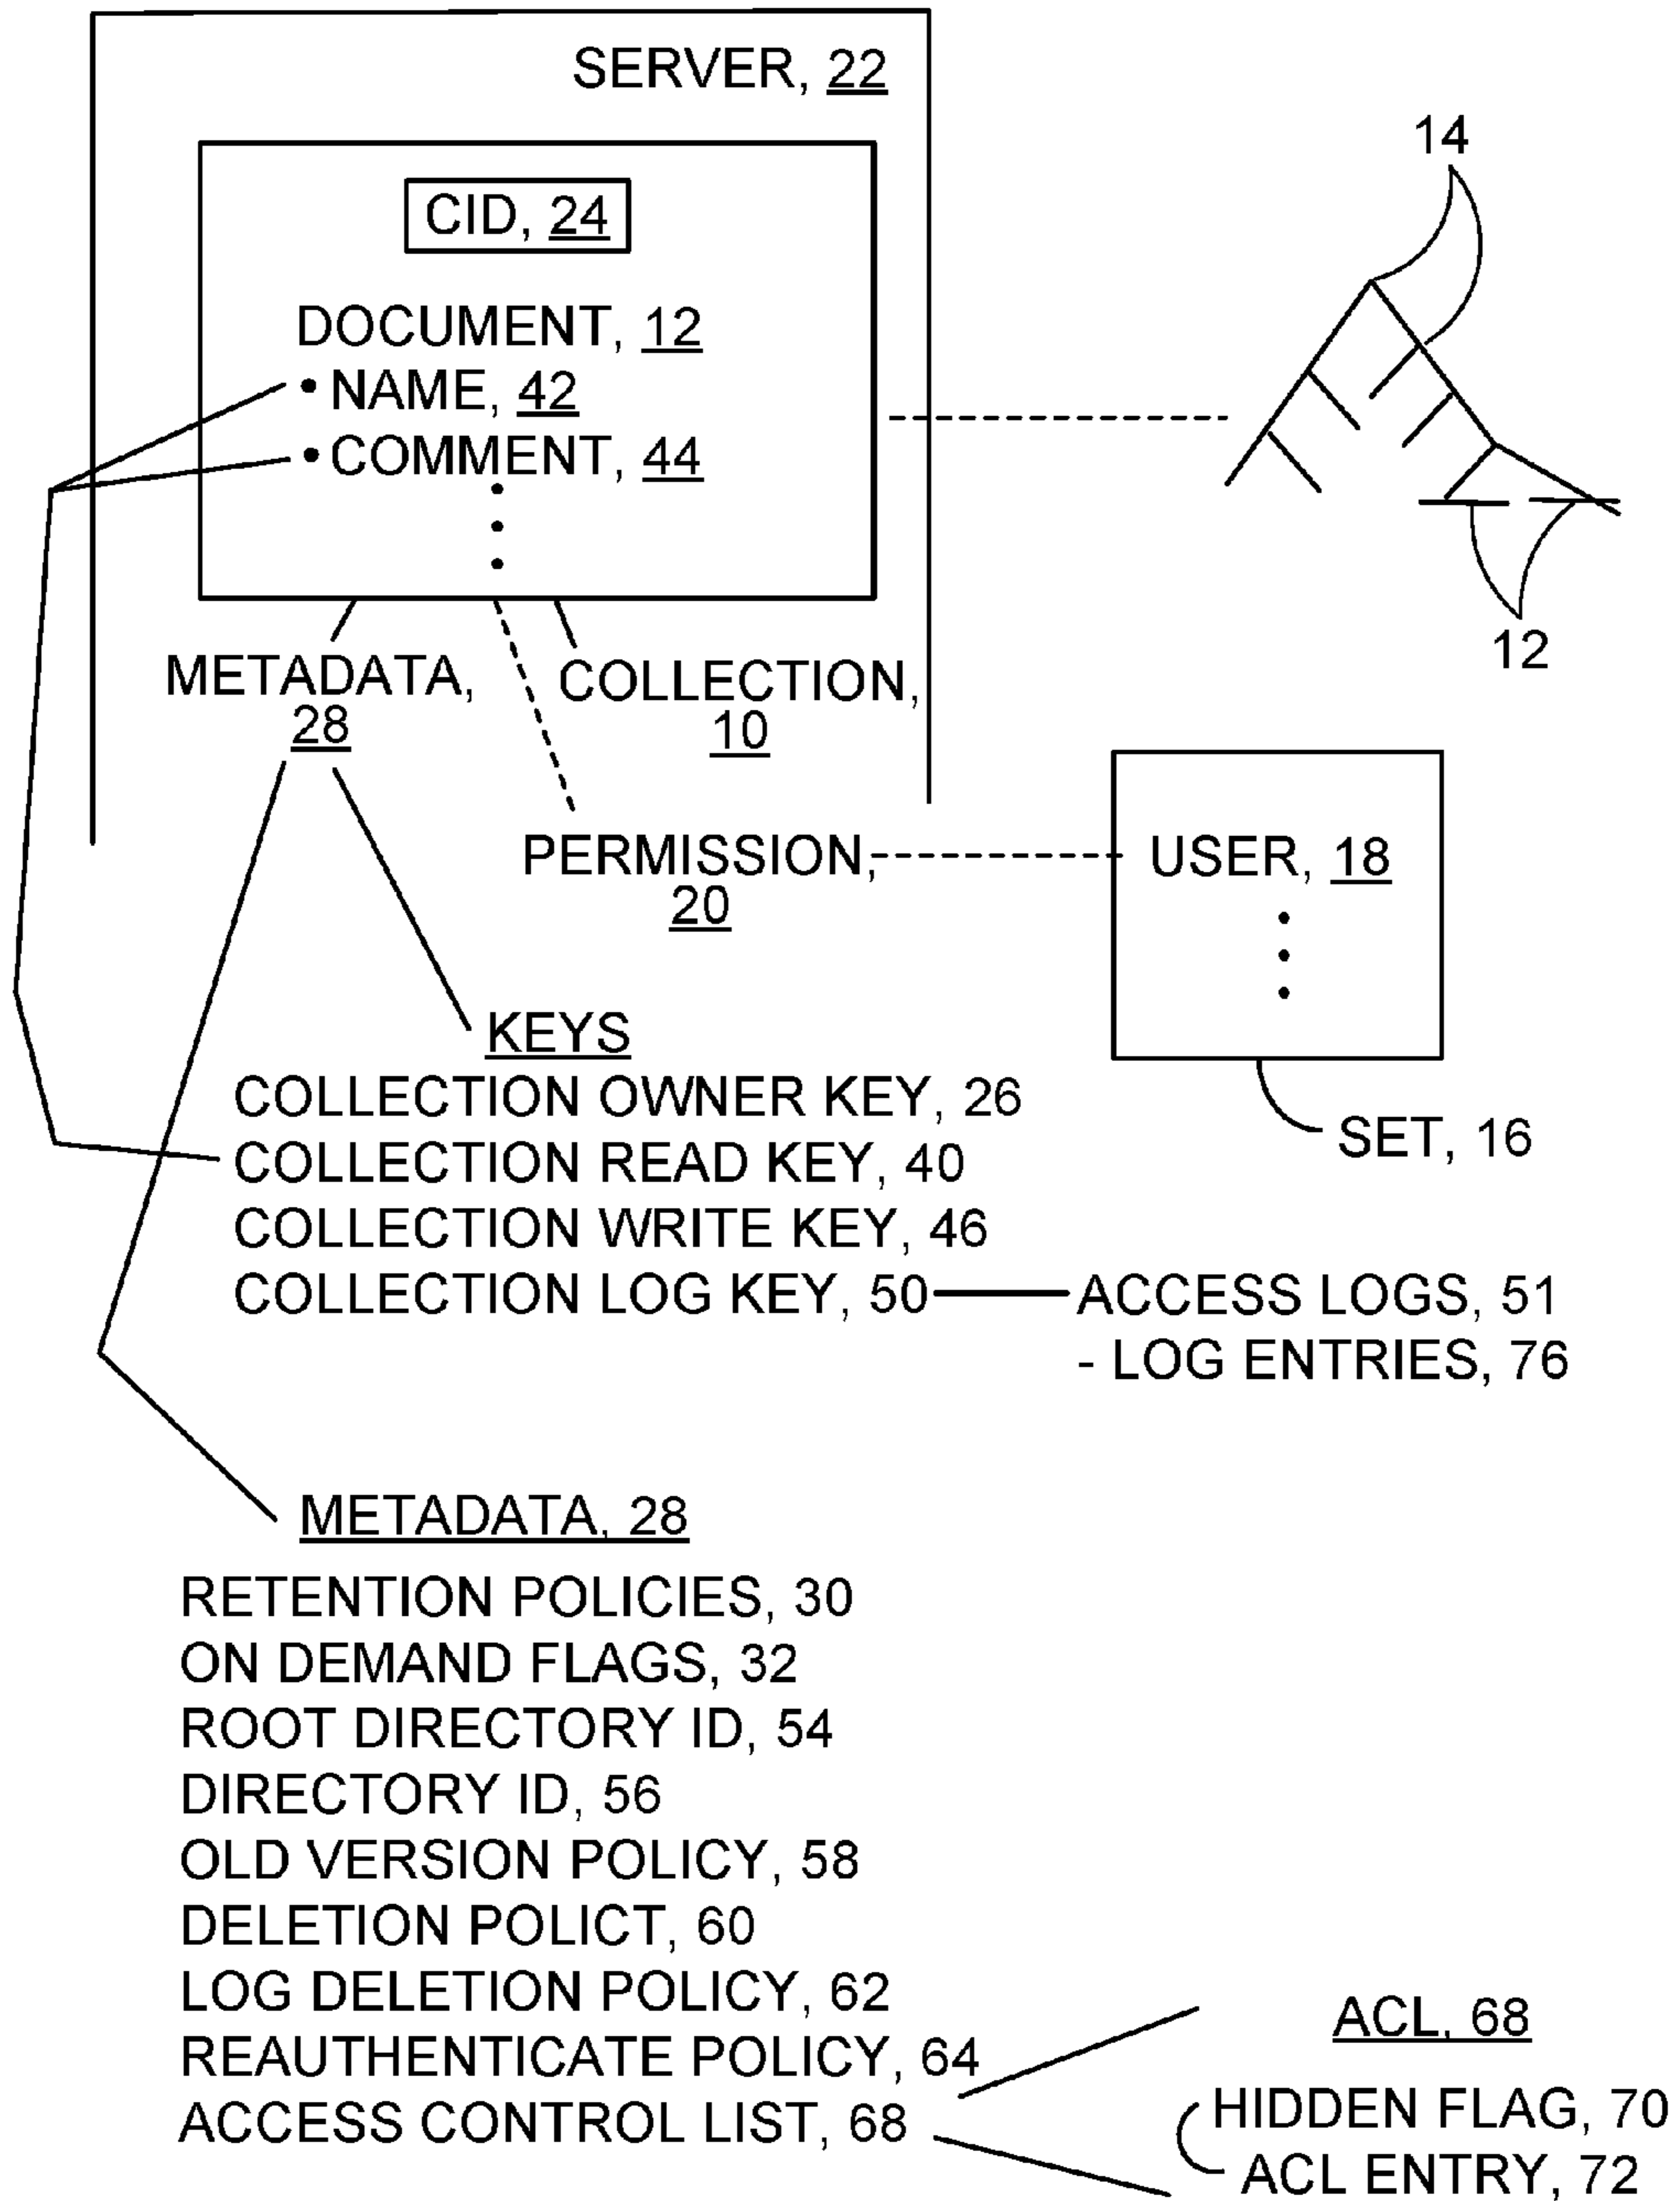 SERVER, 22
14
CID, 24
DOCUMENT, 12
• NAME, 42
• COMMENT, 44
12
METADATA,
28
COLLECTION,
10
PERMISSION,
20
USER, 18
SET, 16
KEYS
COLLECTION OWNER KEY, 26
COLLECTION READ KEY, 40
COLLECTION WRITE KEY, 46
COLLECTION LOG KEY, 50
ACCESS LOGS, 51
- LOG ENTRIES, 76
METADATA, 28
RETENTION POLICIES, 30
ON DEMAND FLAGS, 32
ROOT DIRECTORY ID, 54
DIRECTORY ID, 56
OLD VERSION POLICY, 58
DELETION POLICT, 60
LOG DELETION POLICY, 62
REAUTHENTICATE POLICY, 64
ACCESS CONTROL LIST, 68
ACL, 68
HIDDEN FLAG, 70
ACL ENTRY, 72